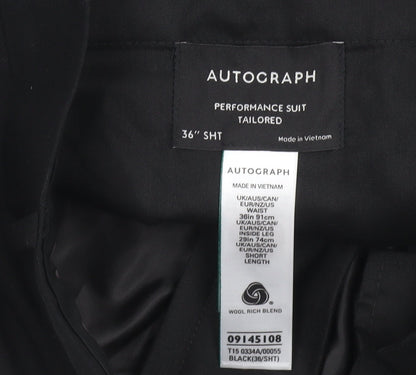 AUTOGRAPH
PERFORMANCE SUIT
TAILORED
36" SHT
Made in Vietnam
AUTOGRAPH
MADE IN VIETNAM
UK/AUS/CAN/
EUR/NZ/US
WAIST
36in 91cm
UK/AUS/CAN/
EUR/NZ/US
INSIDE LEG
29in 74cm
UK/AUS/CAN/
EUR/NZ/US
SHORT
LENGTH
WOOL RICH BLEND
09145108
T15 0334A/00055
BLACK(36/SHT)